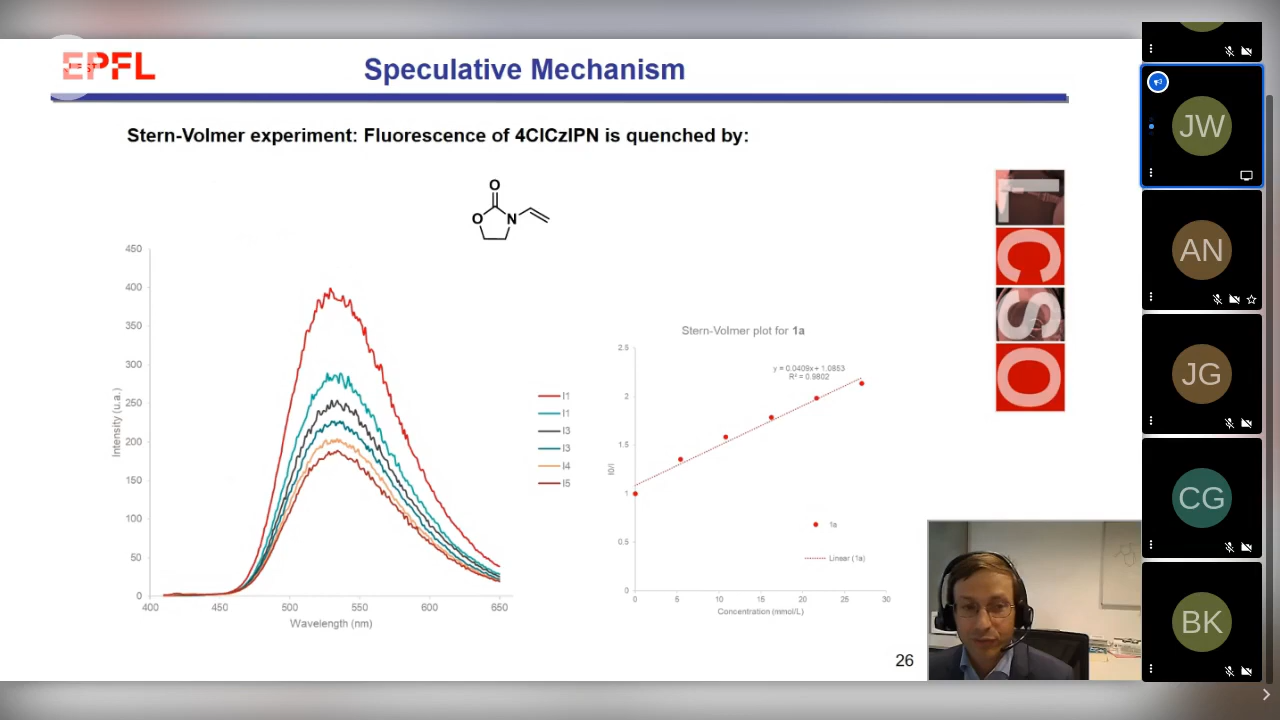 EPFL
Speculative Mechanism
Stern-Volmer experiment: Fluorescence of 4ClCzIPN is quenched by:
O
O
N
450
400
350
300
250
200
150
100
50
0
Intensity (u.a.)
400
450
500
550
600
650
Wavelength (nm)
I1
I1
I3
I3
I4
I5
Stern-Volmer plot for 1a
y = 0.0409x + 1.0853
R² = 0.9802
2.5
2
1.5
1
0.5
0
I0/I
0
5
10
15
20
25
30
Concentration (mmol/L)
1a
Linear (1a)
L
C
S
O
26
JW
AN
JG
CG
BK